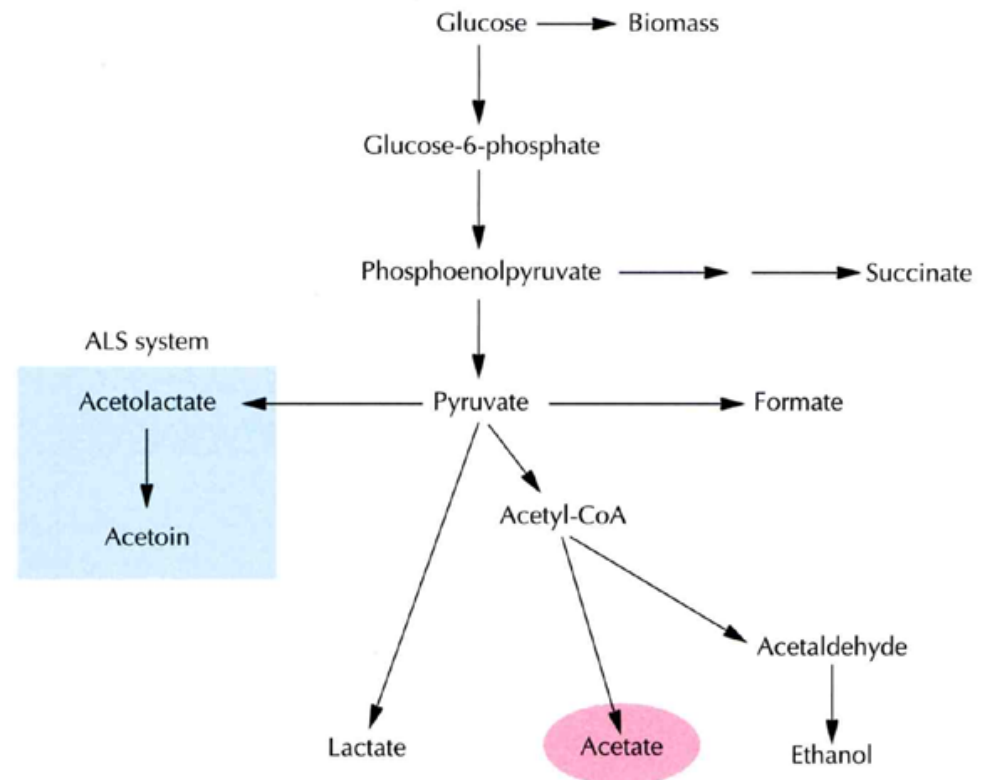 Glucose
Biomass
Glucose-6-phosphate
Phosphoenolpyruvate
Succinate
ALS system
Acetolactate
Pyruvate
Formate
Acetyl-CoA
Acetoin
Acetaldehyde
Lactate
Acetate
Ethanol